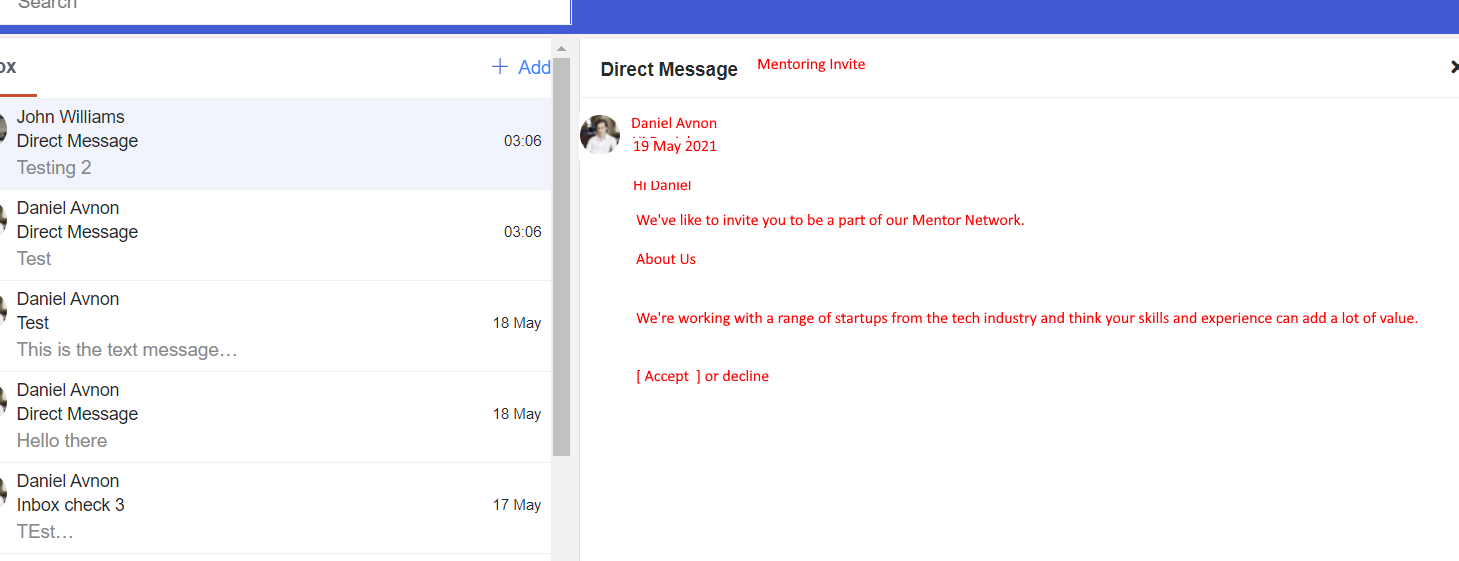 Search
ox
+ Add
John Williams
Direct Message
03:06
Testing 2
Daniel Avnon
Direct Message
03:06
Test
Daniel Avnon
Test
18 May
This is the text message…
Daniel Avnon
Direct Message
18 May
Hello there
Daniel Avnon
Inbox check 3
17 May
TEst…
Direct Message
Mentoring Invite
Daniel Avnon
19 May 2021
Hi Daniel
We've like to invite you to be a part of our Mentor Network.
About Us
We're working with a range of startups from the tech industry and think your skills and experience can add a lot of value.
[ Accept ] or decline